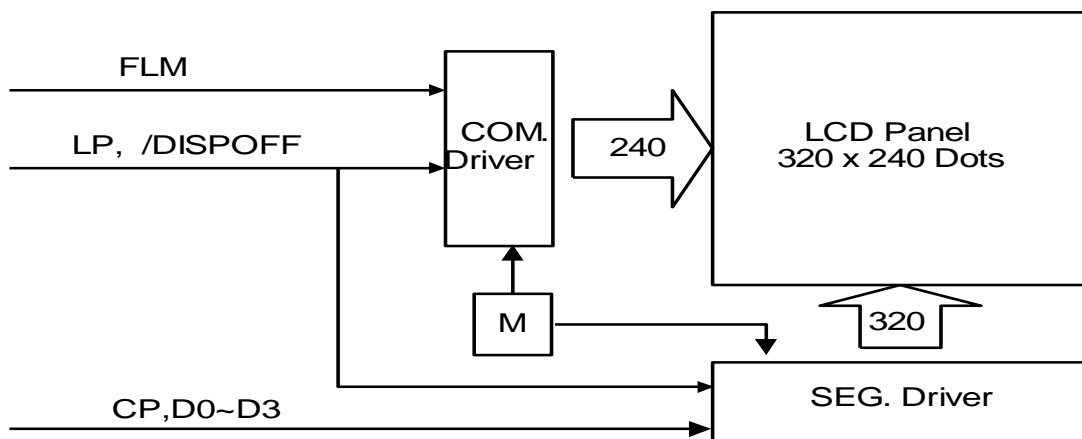 FLM
LP, /DISPOFF
COM.
Driver
240
LCD Panel
320 x 240 Dots
M
320
CP,D0~D3
SEG. Driver